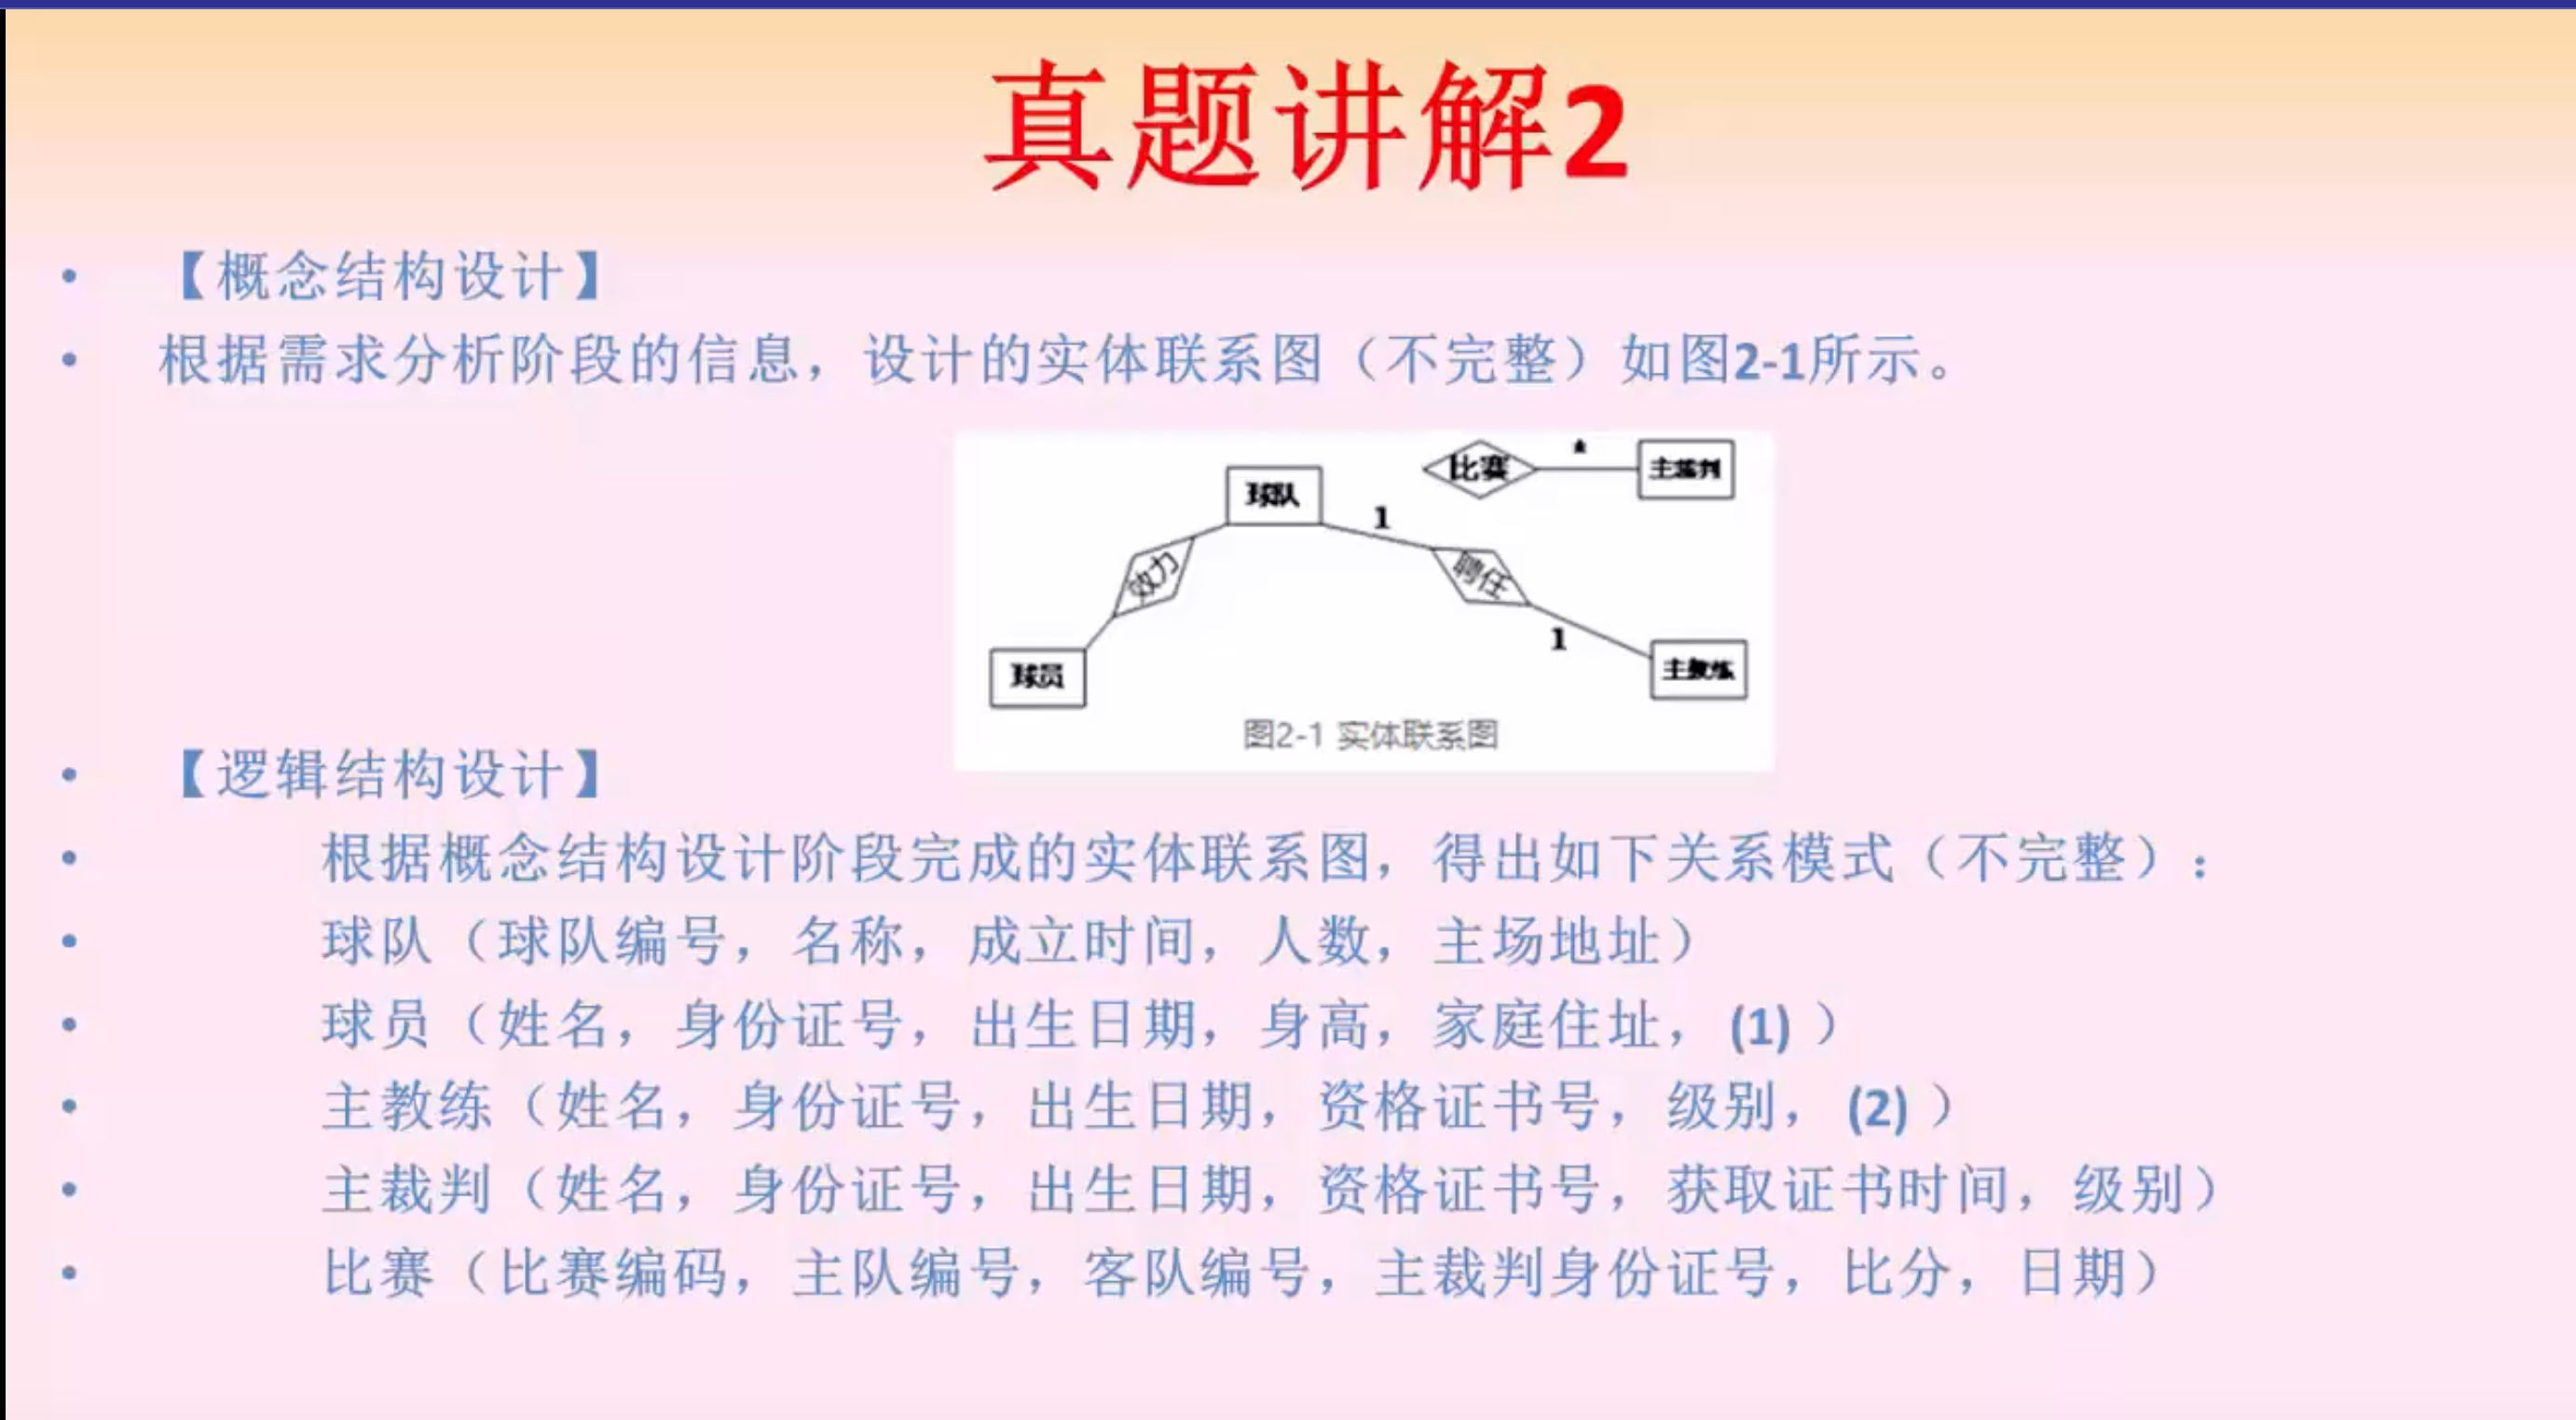 真题讲解2
• 【概念结构设计】
• 根据需求分析阶段的信息，设计的实体联系图（不完整）如图2-1所示。
比赛
*
主裁判
球队
1
效力
聘任
1
球员
主教练
图2-1 实体联系图
• 【逻辑结构设计】
• 根据概念结构设计阶段完成的实体联系图，得出如下关系模式（不完整）：
• 球队（球队编号，名称，成立时间，人数，主场地址）
• 球员（姓名，身份证号，出生日期，身高，家庭住址，(1) ）
• 主教练（姓名，身份证号，出生日期，资格证书号，级别，(2) ）
• 主裁判（姓名，身份证号，出生日期，资格证书号，获取证书时间，级别）
• 比赛（比赛编码，主队编号，客队编号，主裁判身份证号，比分，日期）